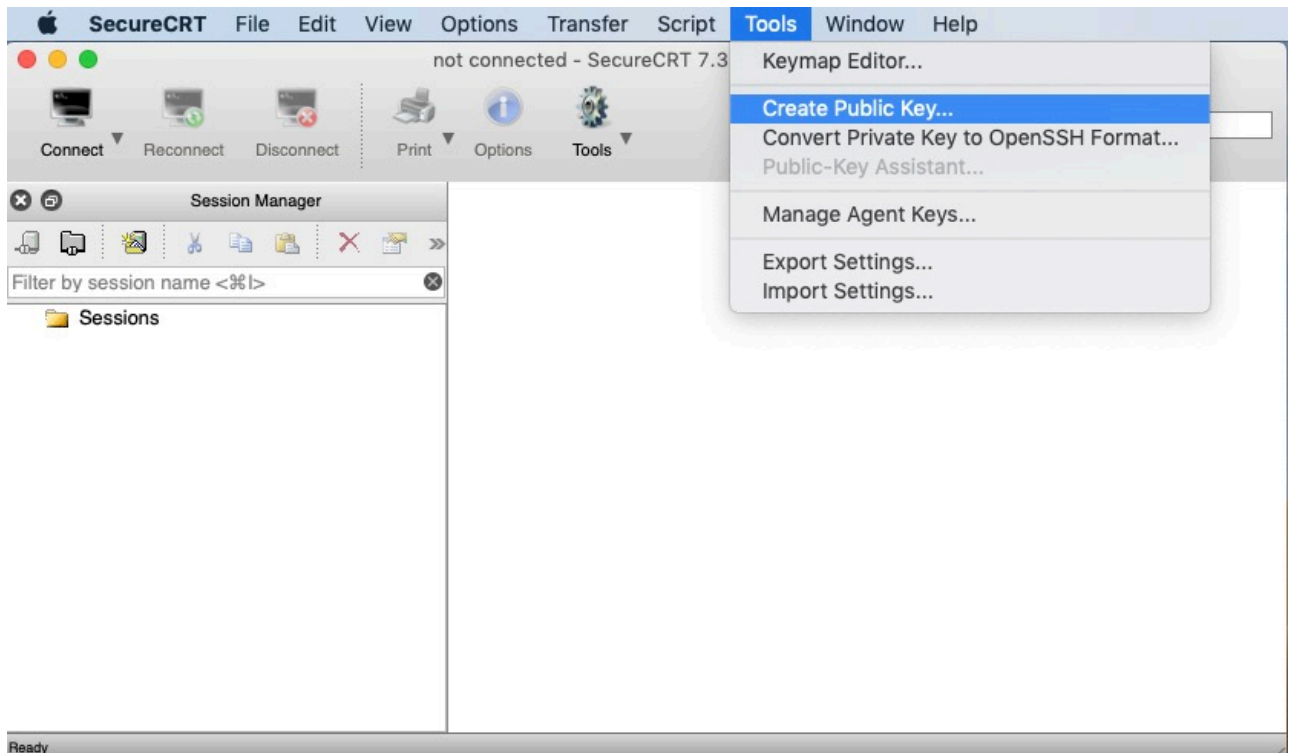 SecureCRT File Edit View Options Transfer Script Tools Window Help
not connected - SecureCRT 7.3
Keymap Editor...
Create Public Key...
Convert Private Key to OpenSSH Format...
Public-Key Assistant...
Manage Agent Keys...
Export Settings...
Import Settings...
Connect Reconnect Disconnect Print Options Tools
Session Manager
Filter by session name <⌘I>
Sessions
Ready